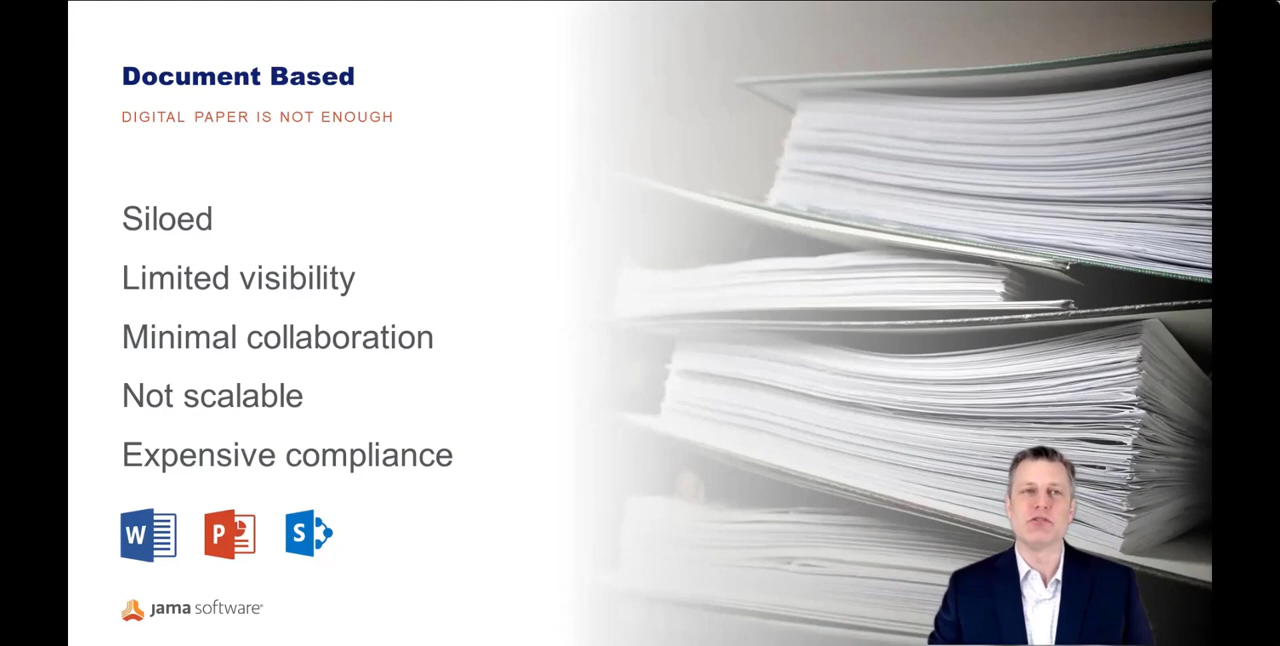 Document Based
DIGITAL PAPER IS NOT ENOUGH
Siloed
Limited visibility
Minimal collaboration
Not scalable
Expensive compliance
W P S
jama software®